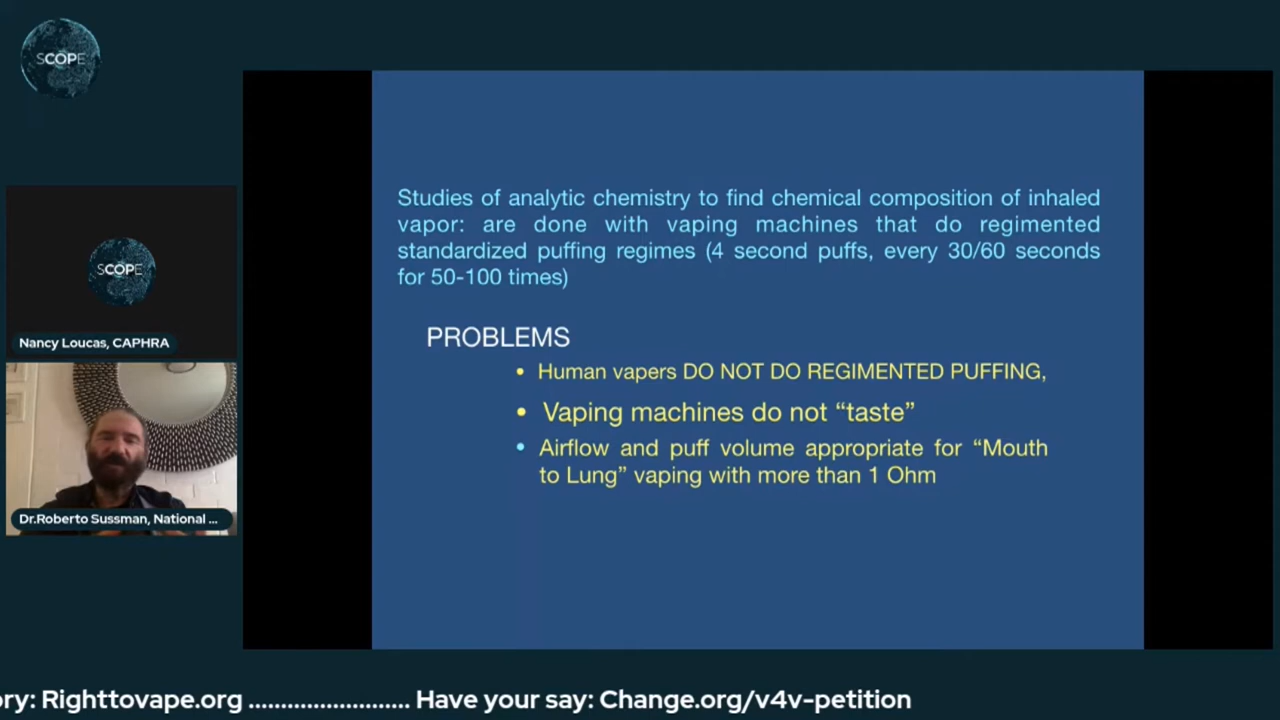 SCOPE
Studies of analytic chemistry to find chemical composition of inhaled
vapor: are done with vaping machines that do regimented
standardized puffing regimes (4 second puffs, every 30/60 seconds
for 50-100 times)
PROBLEMS
• Human vapers DO NOT DO REGIMENTED PUFFING,
• Vaping machines do not “taste”
• Airflow and puff volume appropriate for “Mouth
to Lung” vaping with more than 1 Ohm
SCOPE
Nancy Loucas, CAPHRA
Dr.Roberto Sussman, National ...
ory: Righttovape.org ......................... Have your say: Change.org/v4v-petition